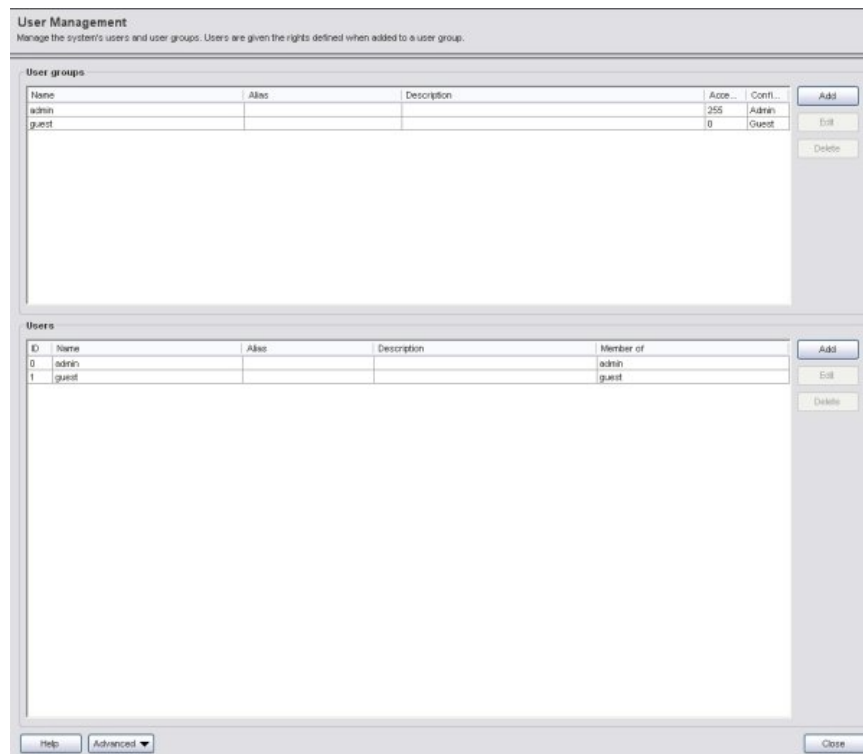 User Management
Manage the system's users and user groups. Users are given the rights defined when added to a user group.
User groups
Name Alias Description Acce... Confi...
admin 255 Admin
guest 0 Guest
Add
Edit
Delete
Users
ID Name Alias Description Member of
0 admin admin
1 guest guest
Add
Edit
Delete
Help Advanced Close